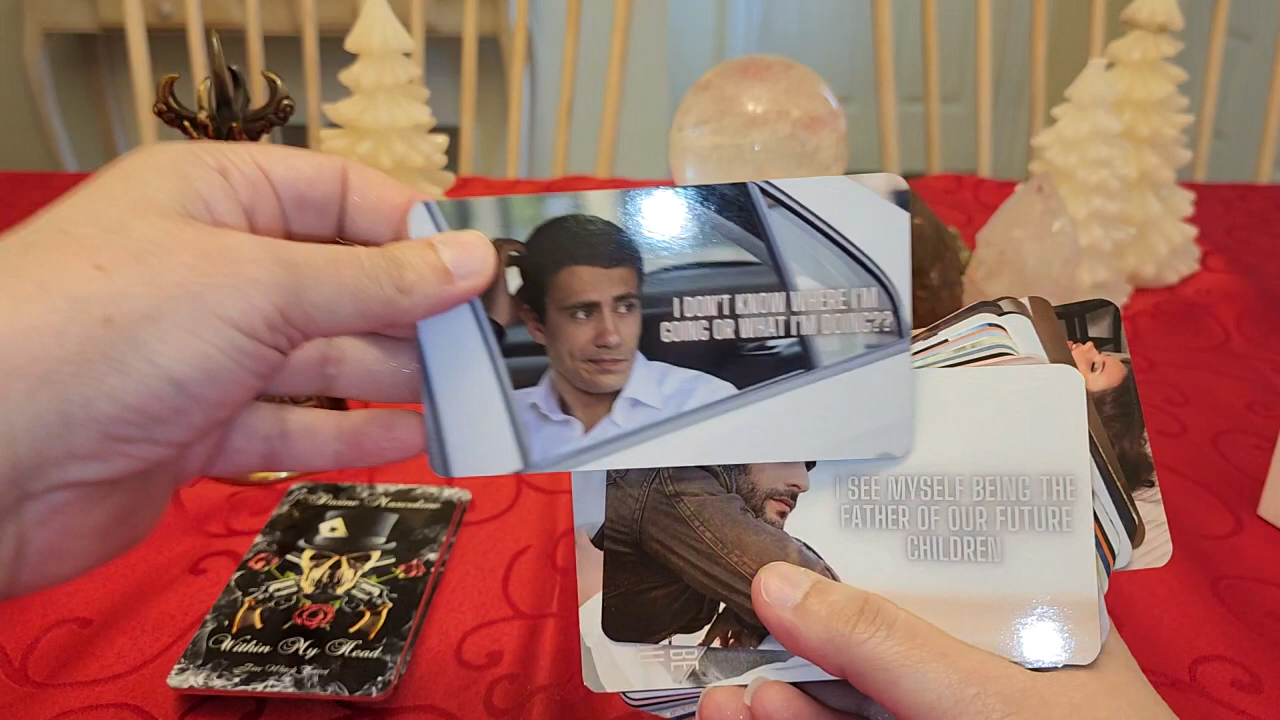 I DON'T KNOW WHERE I'M
GOING OR WHAT I'M DOING??
I SEE MYSELF BEING THE
FATHER OF OUR FUTURE
CHILDREN
BE
Divine Masculine
Within My Head